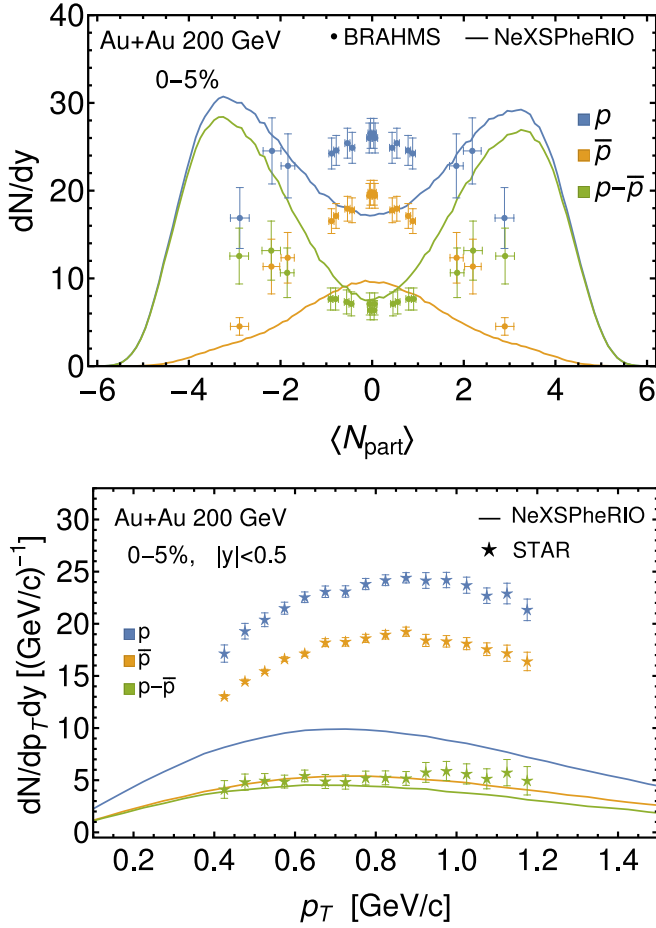 Au+Au 200 GeV
• BRAHMS — NeXSPheRIO
0−5%
p
p̅
p−p̅
dN/dy
40
30
20
10
0
−6 −4 −2 0 2 4 6
⟨N_part⟩
Au+Au 200 GeV
— NeXSPheRIO
0−5%, |y|<0.5
★ STAR
p
p̅
p−p̅
dN/dp_T dy [(GeV/c)^−1]
30
25
20
15
10
5
0
0.2 0.4 0.6 0.8 1.0 1.2 1.4
p_T [GeV/c]